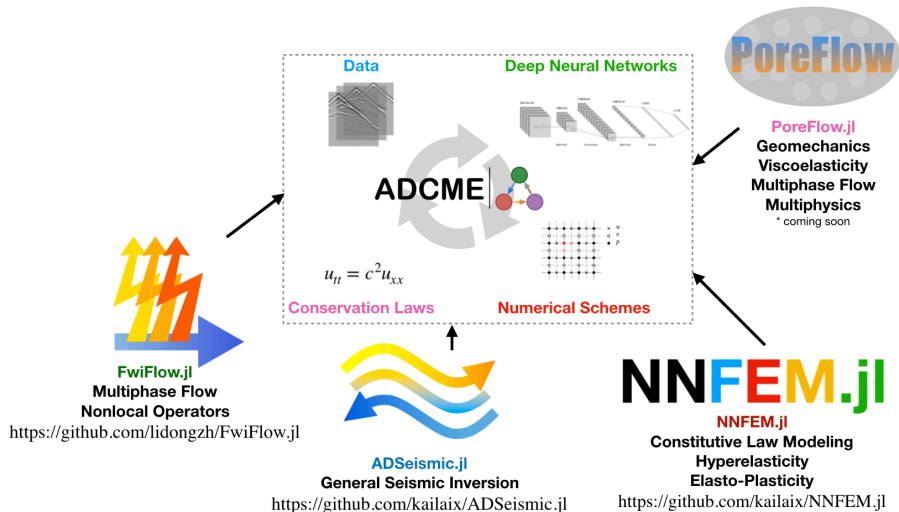 PoreFlow
Data
Deep Neural Networks
ADCME
u_tt = c²u_xx
u
v
p
Conservation Laws
Numerical Schemes
PoreFlow.jl
Geomechanics
Viscoelasticity
Multiphase Flow
Multiphysics
* coming soon
FwiFlow.jl
Multiphase Flow
Nonlocal Operators
https://github.com/lidongzh/FwiFlow.jl
ADSeismic.jl
General Seismic Inversion
https://github.com/kailaix/ADSeismic.jl
NNFEM.jl
NNFEM.jl
Constitutive Law Modeling
Hyperelasticity
Elasto-Plasticity
https://github.com/kailaix/NNFEM.jl